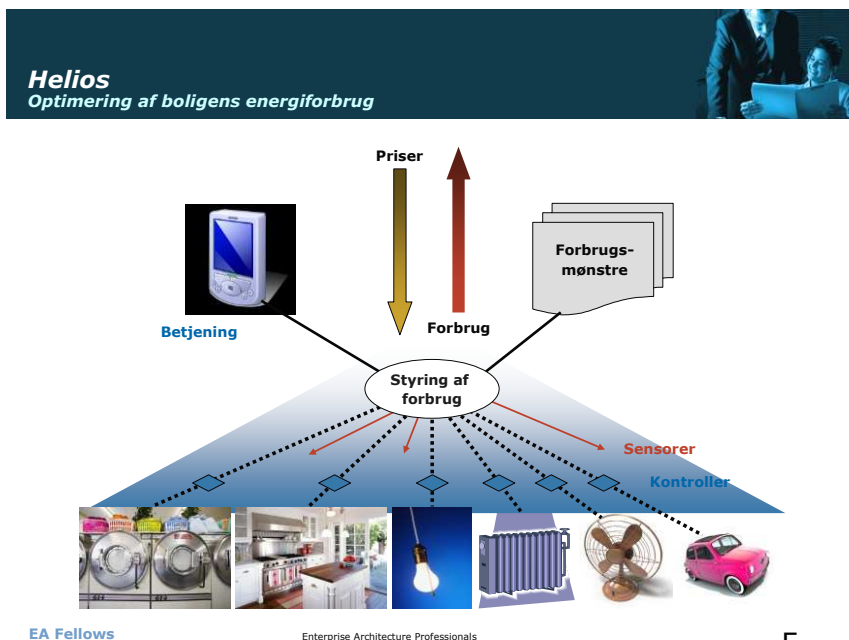 Helios
Optimering af boligens energiforbrug
Priser
Forbrugs-
mønstre
Betjening
Forbrug
Styring af
forbrug
Sensorer
Kontroller
EA Fellows
Enterprise Architecture Professionals